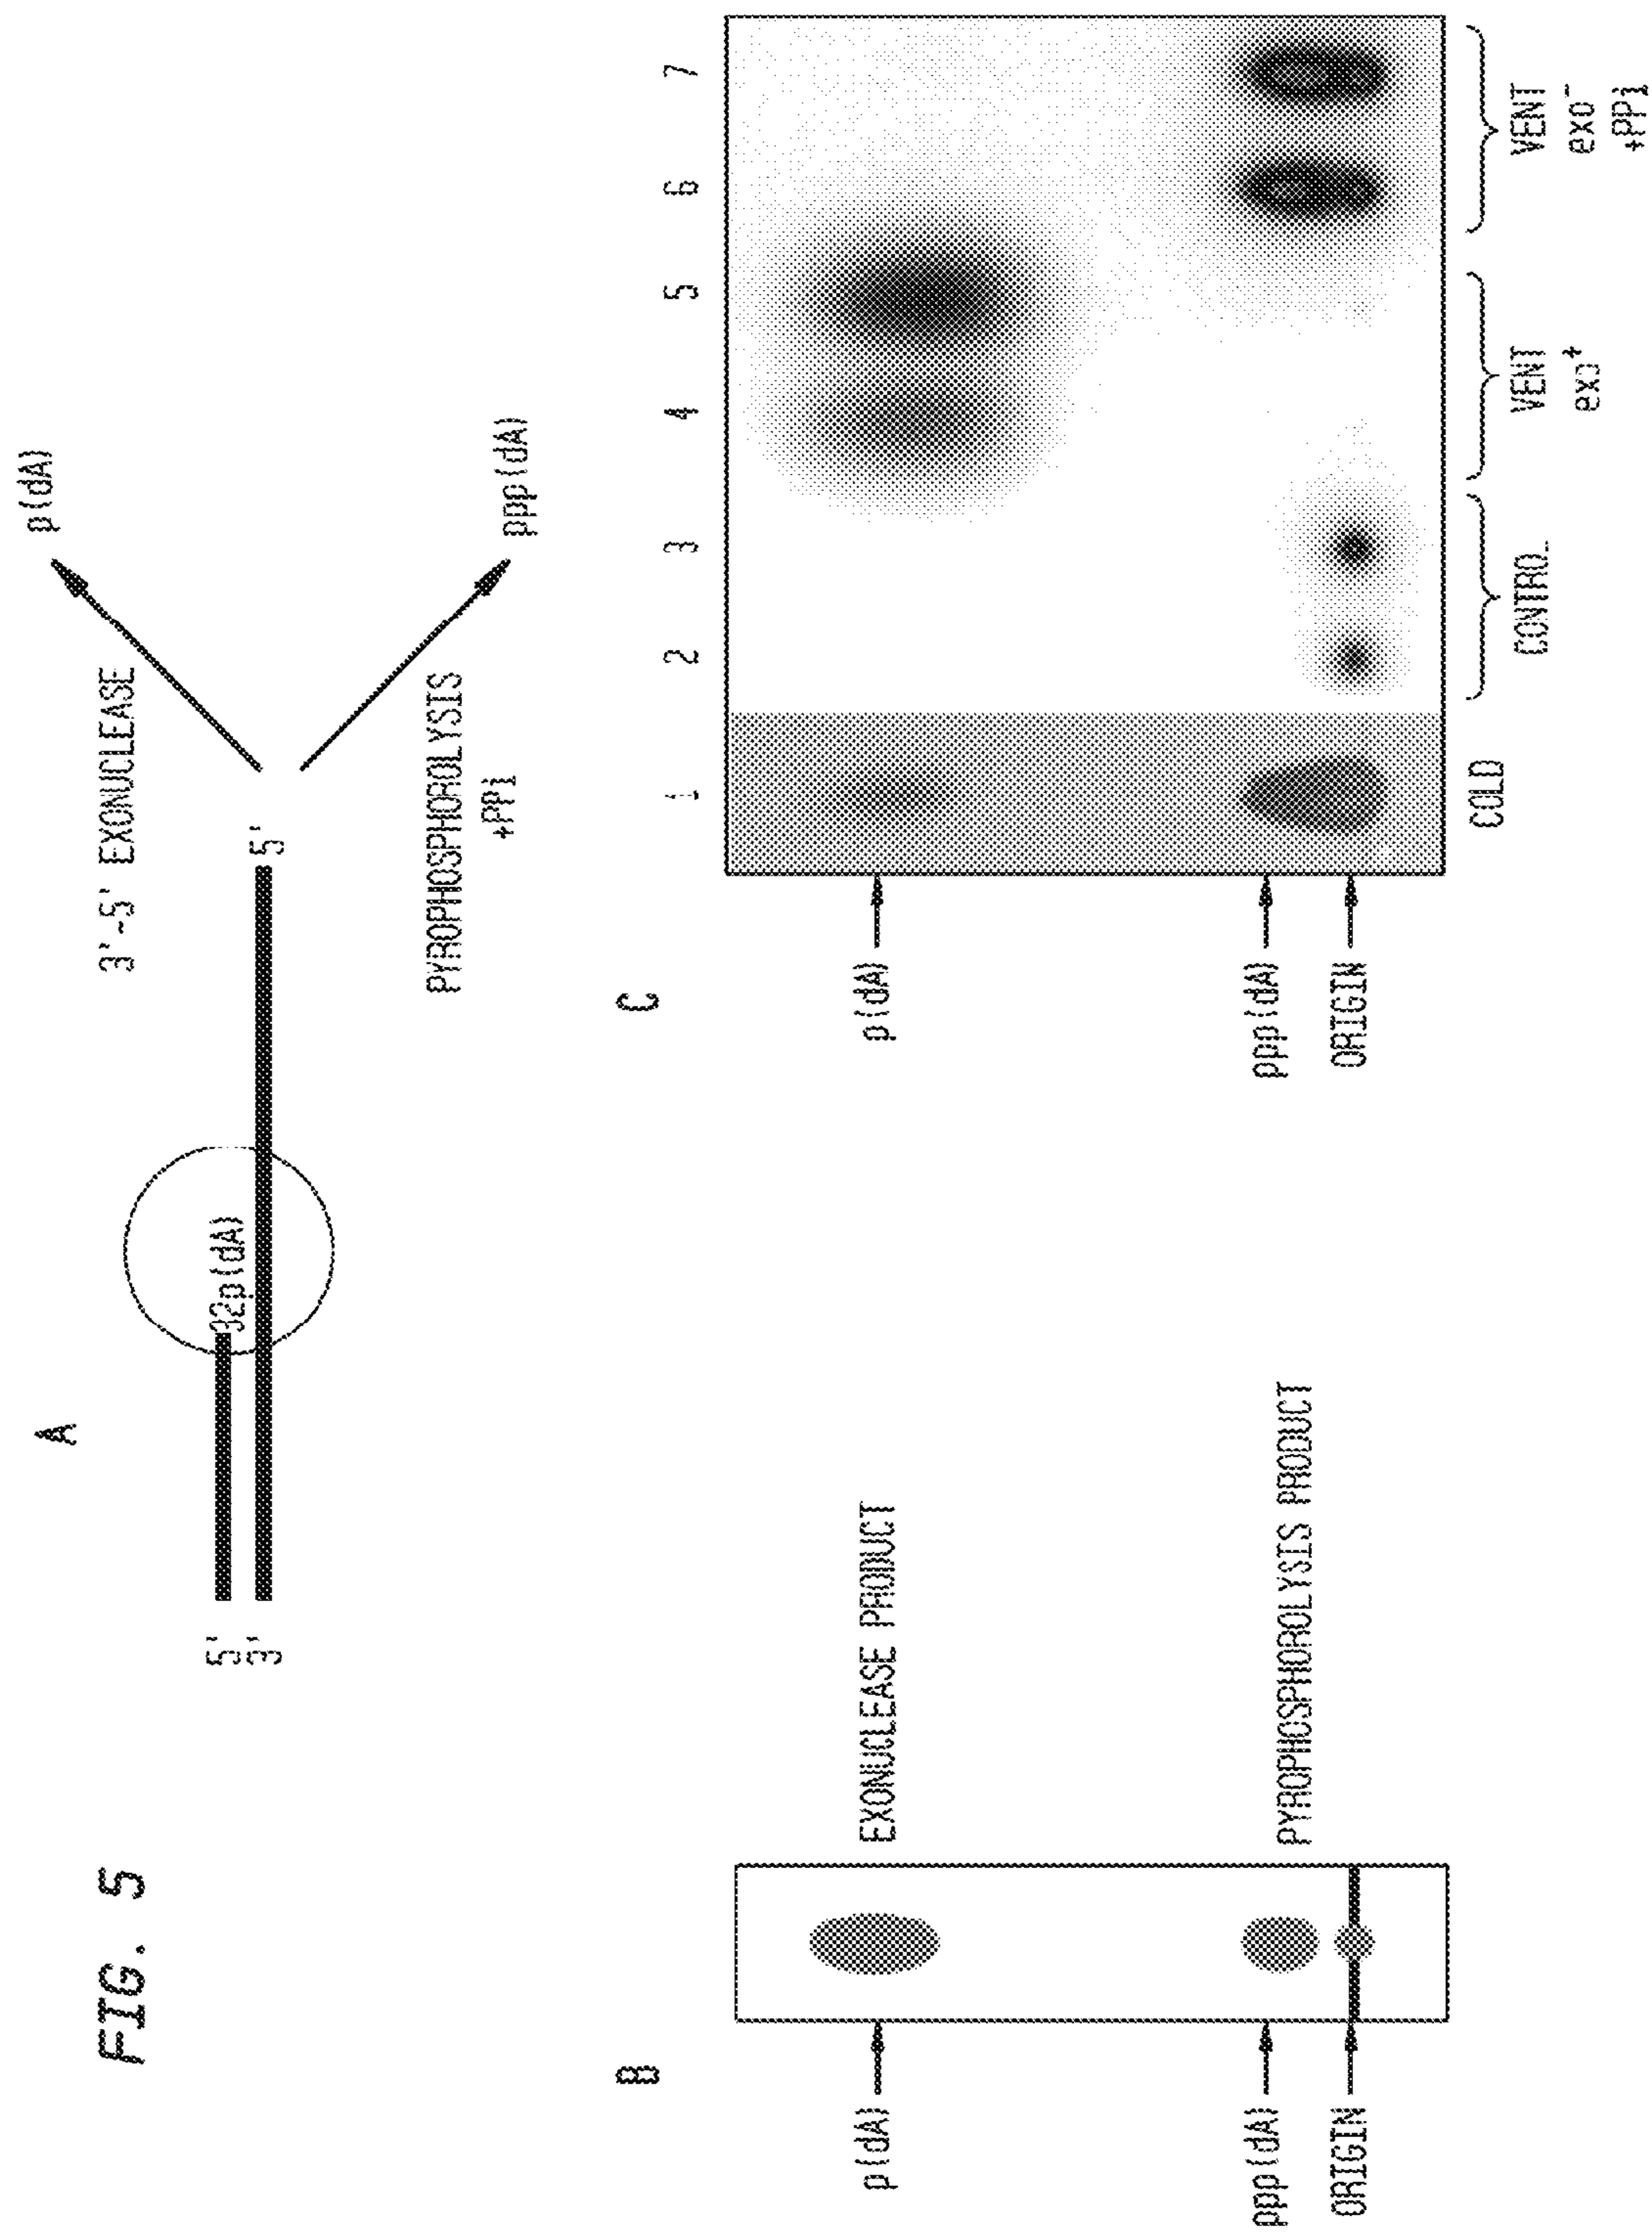 FIG. 5
A
5'
3'
32p(dA)
5'
3'-5' EXONUCLEASE
p(dA)
PYROPHOSPHOROLYSIS
+PPi
ppp(dA)
B
p(dA)
EXONUCLEASE PRODUCT
ppp(dA)
PYROPHOSPHOROLYSIS PRODUCT
ORIGIN
C
1 2 3 4 5 6 7
p(dA)
ppp(dA)
ORIGIN
COLD
CONTROL
VENT
exo+
VENT
exo-
+PPi